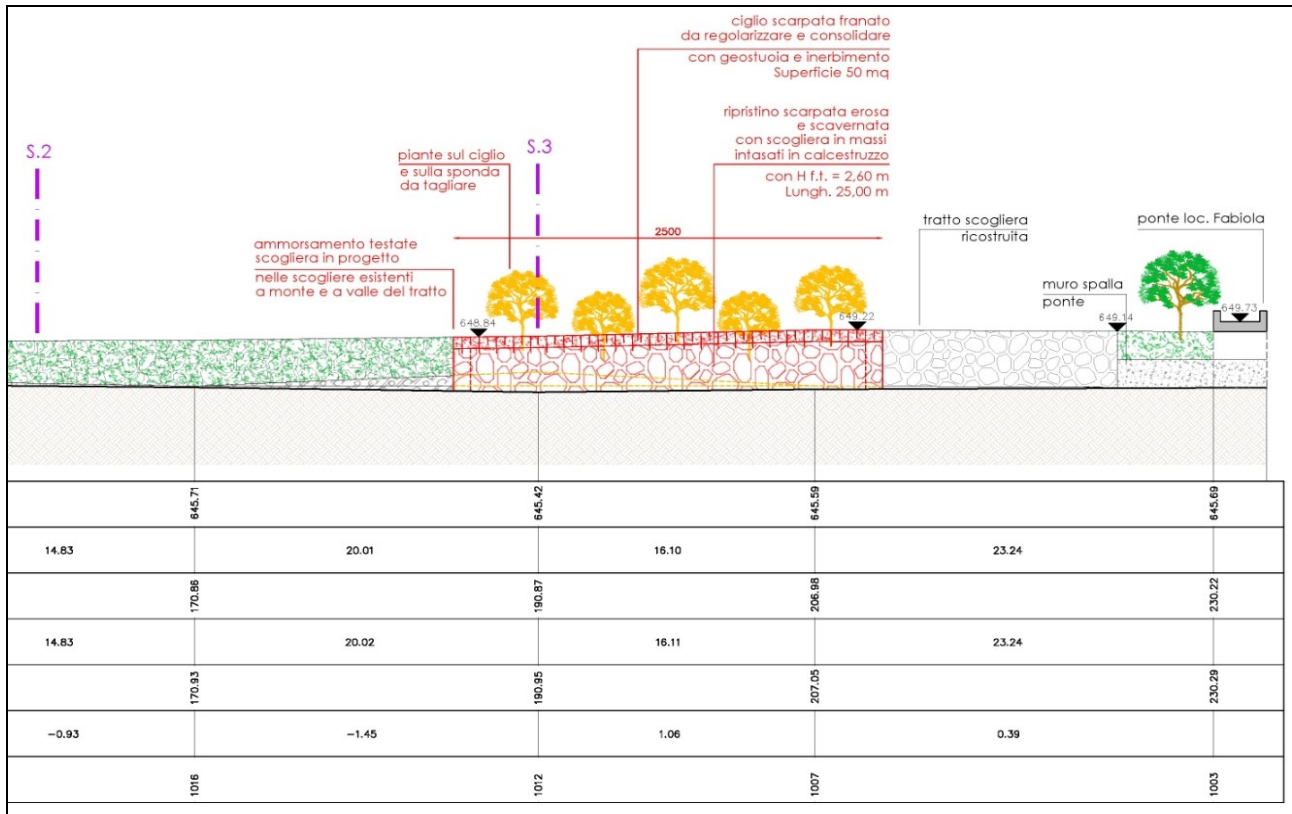 ciglio scarpata franato
da regolarizzare e consolidare
con geostuoia e inerbimento
Superficie 50 mq
ripristino scarpata erosa
e scavernata
con scogliera in massi
intasati in calcestruzzo
con H f.t. = 2,60 m
Lungh. 25,00 m
S.2
piante sul ciglio
e sulla sponda
da tagliare
S.3
ammorsamento testate
scogliera in progetto
nelle scogliere esistenti
a monte e a valle del tratto
2500
tratto scogliera
ricostruita
ponte loc. Fabiola
muro spalla
ponte
648.84
649.22
649.14
649.73
645.71 645.42 645.59 645.69
14.83 20.01 16.10 23.24
170.86 190.87 206.98 230.22
14.83 20.02 16.11 23.24
170.93 190.95 207.05 230.29
-0.93 -1.45 1.06 0.39
1016 1012 1007 1003